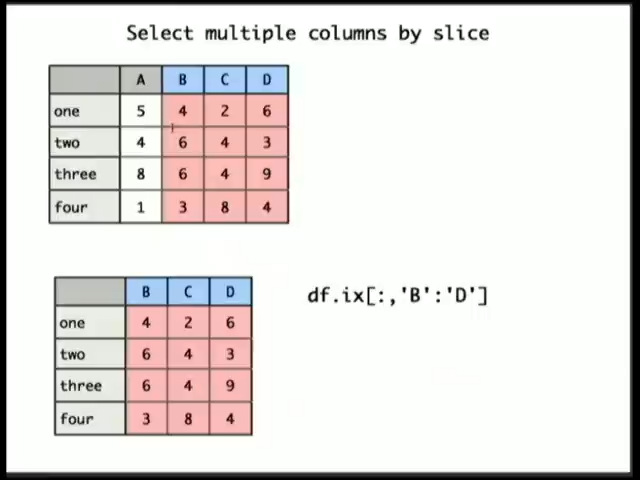 Select multiple columns by slice
A B C D
one 5 4 2 6
two 4 6 4 3
three 8 6 4 9
four 1 3 8 4
B C D
one 4 2 6
two 6 4 3
three 6 4 9
four 3 8 4
df.ix[:,'B':'D']